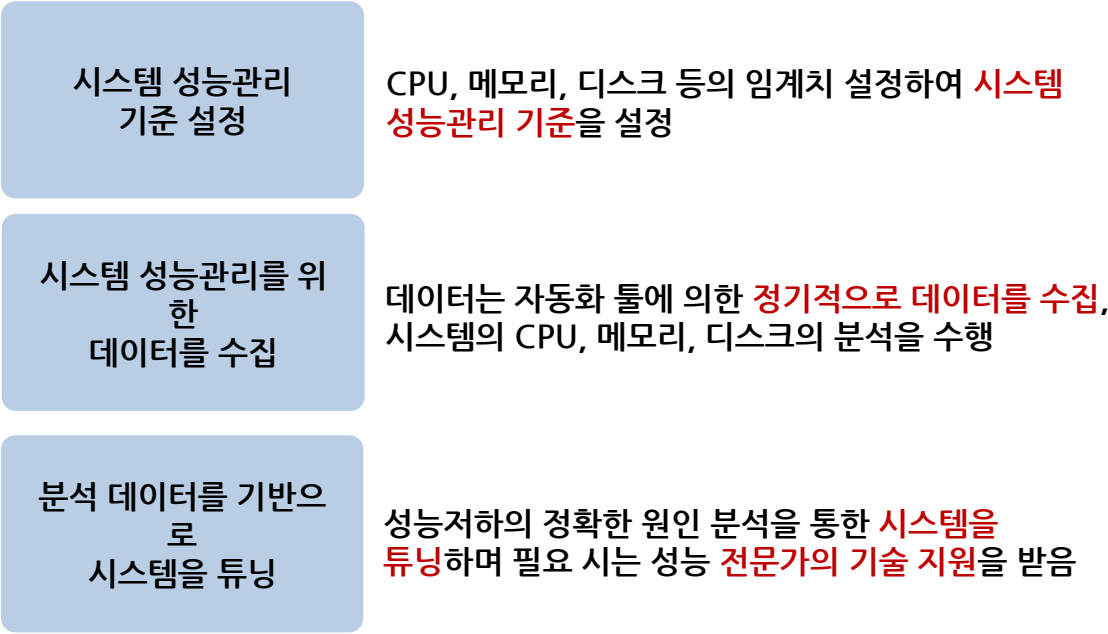 시스템 성능관리
기준 설정
CPU, 메모리, 디스크 등의 임계치 설정하여 시스템
성능관리 기준을 설정
시스템 성능관리를 위
한
데이터를 수집
데이터는 자동화 툴에 의한 정기적으로 데이터를 수집,
시스템의 CPU, 메모리, 디스크의 분석을 수행
분석 데이터를 기반으
로
시스템을 튜닝
성능저하의 정확한 원인 분석을 통한 시스템을
튜닝하며 필요 시는 성능 전문가의 기술 지원을 받음